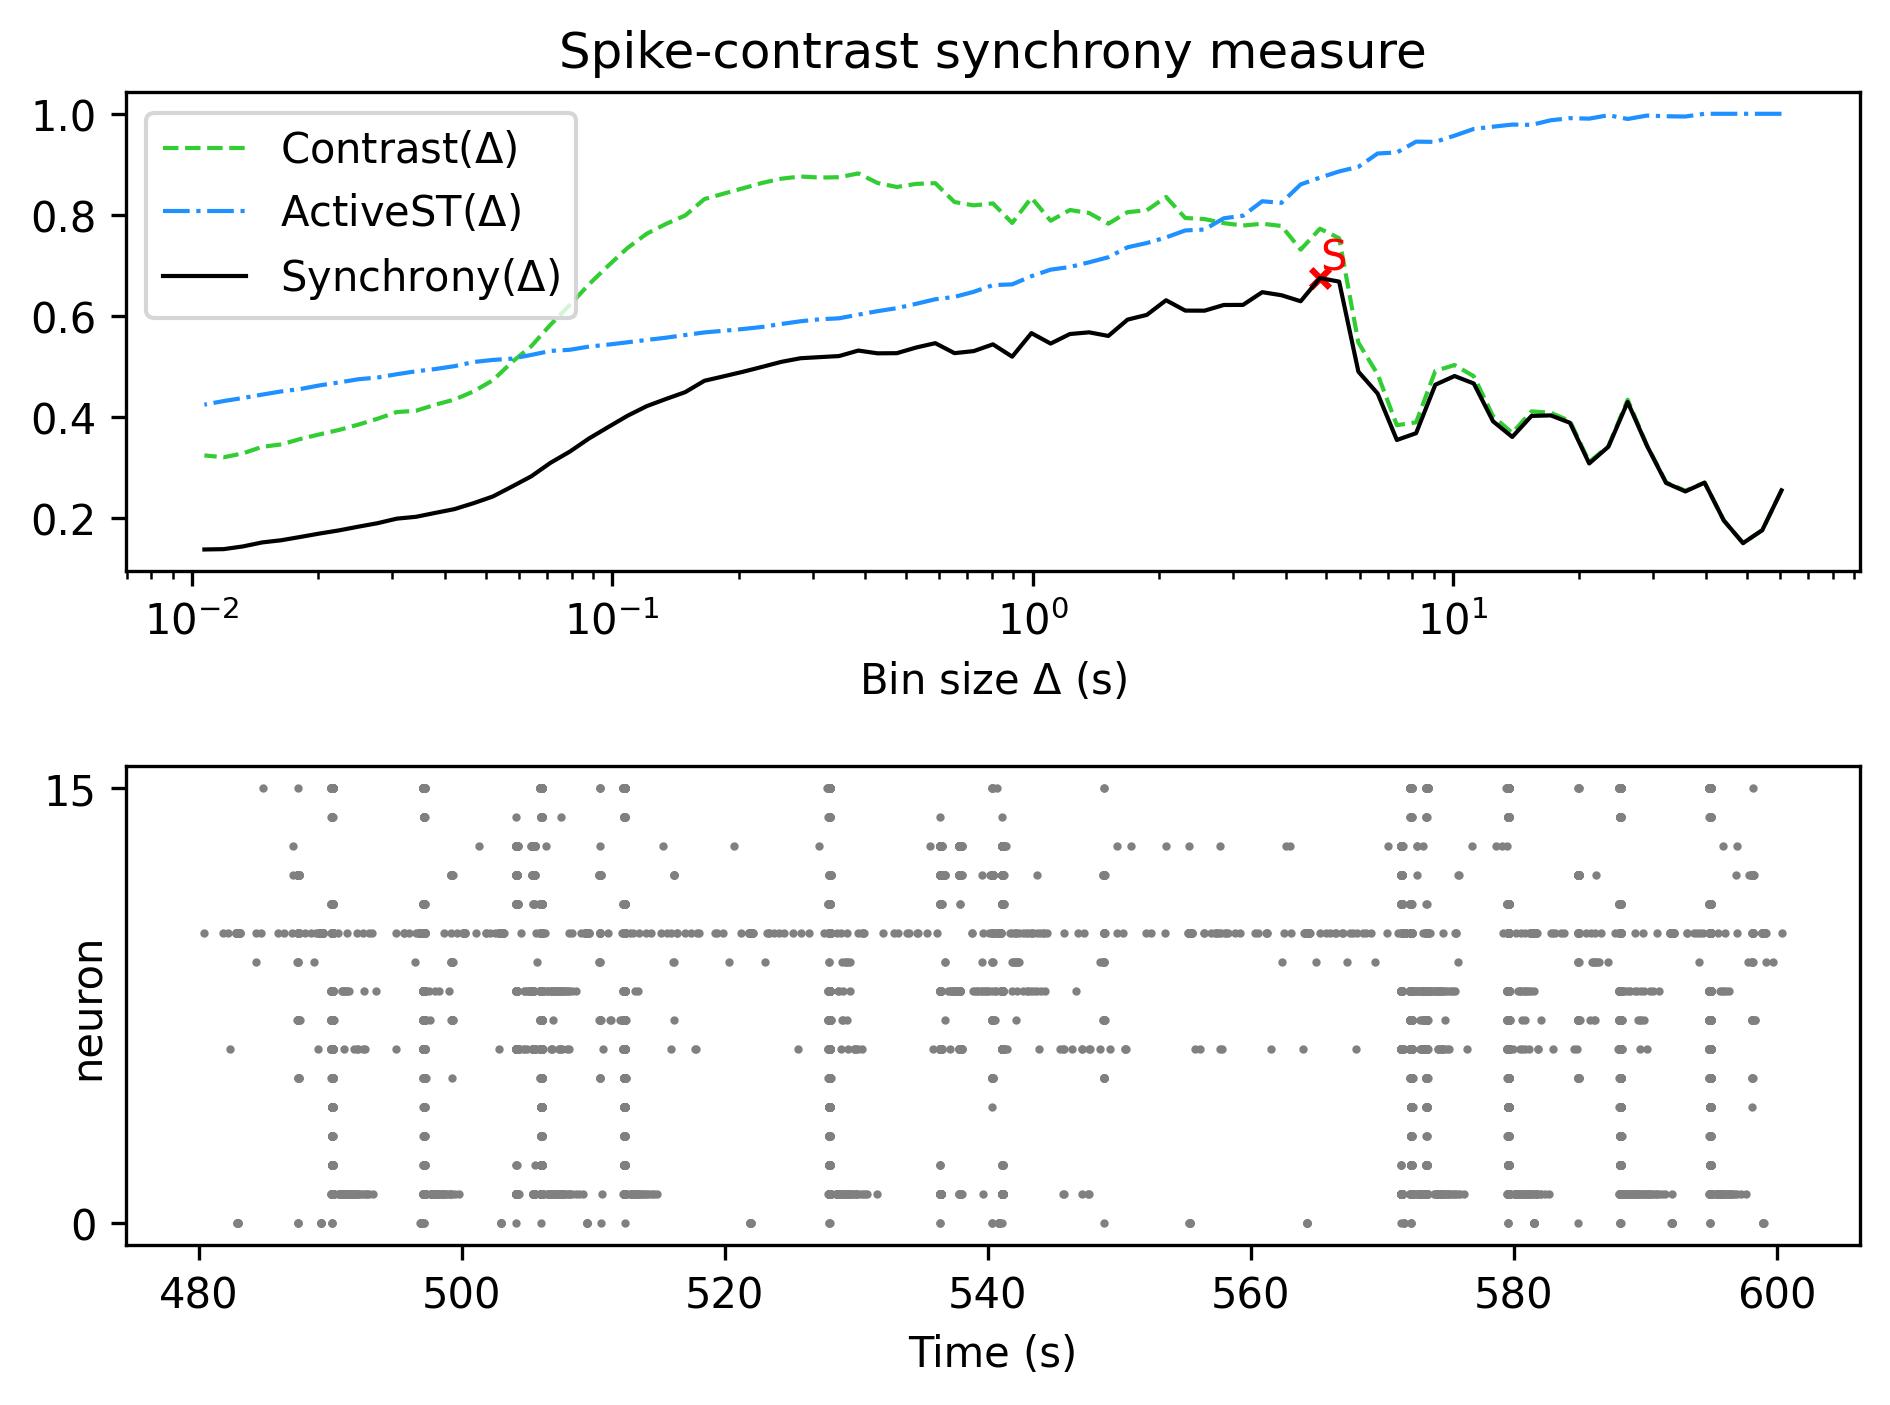 Spike-contrast synchrony measure
1.0
0.8
0.6
0.4
0.2
Contrast(Δ)
ActiveST(Δ)
Synchrony(Δ)
S
10⁻² 10⁻¹ 10⁰ 10¹
Bin size Δ (s)
15
0
neuron
480 500 520 540 560 580 600
Time (s)